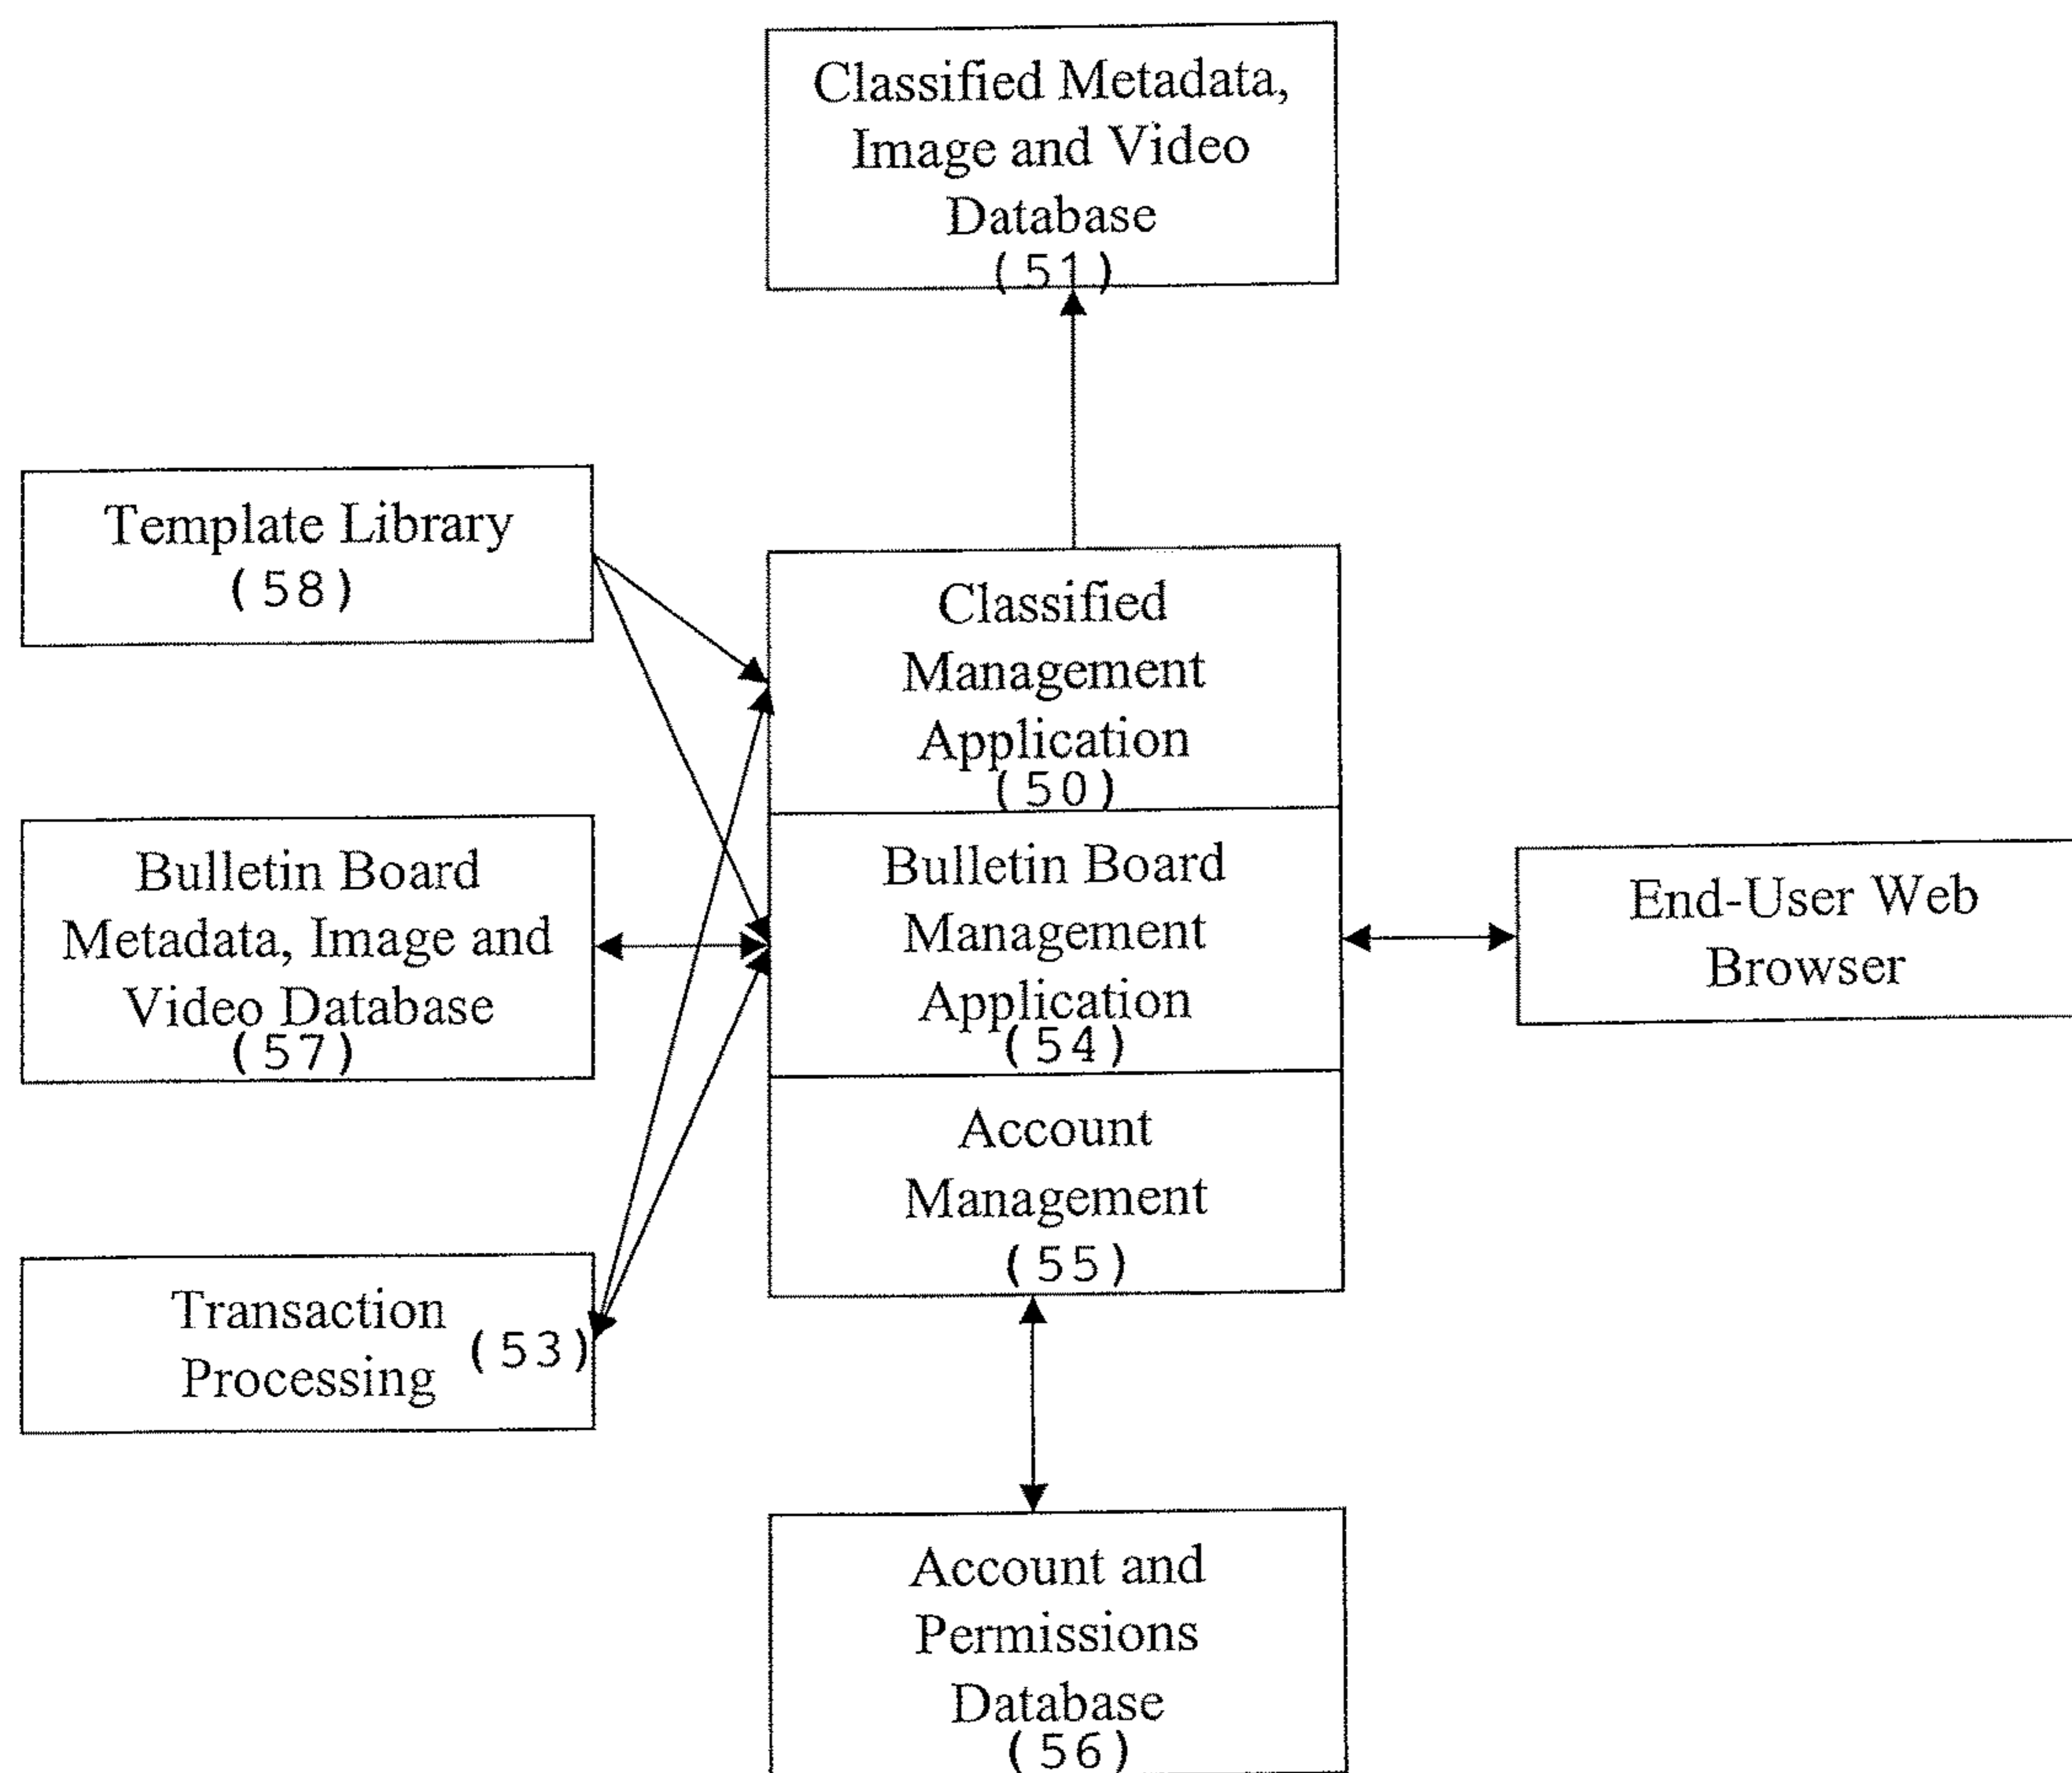 Classified Metadata,
Image and Video
Database
(51)
Template Library
(58)
Classified
Management
Application
(50)
Bulletin Board
Metadata, Image and
Video Database
(57)
Bulletin Board
Management
Application
(54)
End-User Web
Browser
Account
Management
(55)
Transaction
Processing (53)
Account and
Permissions
Database
(56)